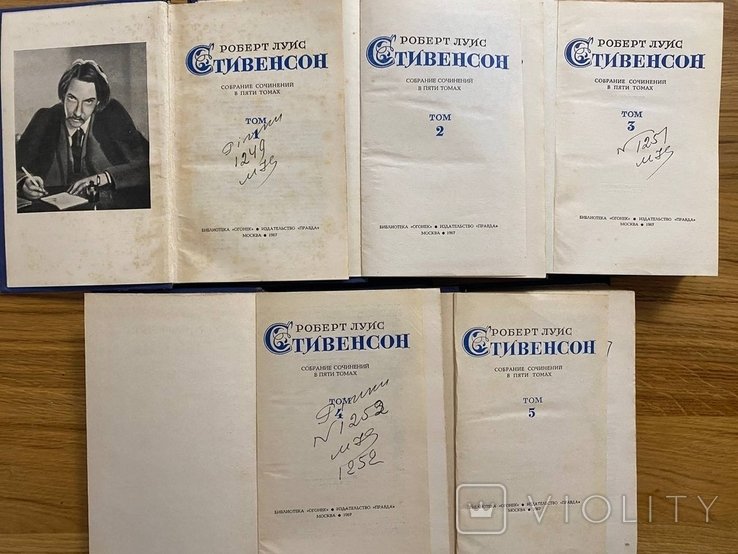 РОБЕРТ ЛУИС
СТИВЕНСОН
СОБРАНИЕ СОЧИНЕНИЙ
В ПЯТИ ТОМАХ
ТОМ
1
1249
БИБЛИОТЕКА «ОГОНЕК» ● ИЗДАТЕЛЬСТВО «ПРАВДА»
МОСКВА ● 1967
РОБЕРТ ЛУИС
СТИВЕНСОН
СОБРАНИЕ СОЧИНЕНИЙ
В ПЯТИ ТОМАХ
ТОМ
2
БИБЛИОТЕКА «ОГОНЕК» ● ИЗДАТЕЛЬСТВО «ПРАВДА»
МОСКВА ● 1967
РОБЕРТ ЛУИС
СТИВЕНСОН
СОБРАНИЕ СОЧИНЕНИЙ
В ПЯТИ ТОМАХ
ТОМ
3
N 1251
БИБЛИОТЕКА «ОГОНЕК» ● ИЗДАТЕЛЬСТВО «ПРАВДА»
МОСКВА ● 1967
РОБЕРТ ЛУИС
СТИВЕНСОН
СОБРАНИЕ СОЧИНЕНИЙ
В ПЯТИ ТОМАХ
ТОМ
4
N 1252
1252
БИБЛИОТЕКА «ОГОНЕК» ● ИЗДАТЕЛЬСТВО «ПРАВДА»
МОСКВА ● 1967
РОБЕРТ ЛУИС
СТИВЕНСОН
СОБРАНИЕ СОЧИНЕНИЙ
В ПЯТИ ТОМАХ
ТОМ
5
БИБЛИОТЕКА «ОГОНЕК» ● ИЗДАТЕЛЬСТВО «ПРАВДА»
МОСКВА ● 1967
VIOLITY